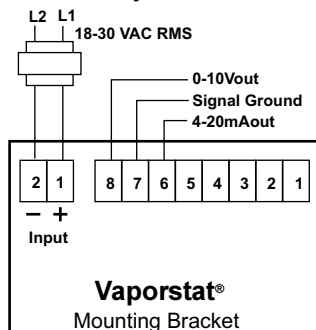 L2 L1
18-30 VAC RMS
0-10Vout
Signal Ground
4-20mAout
2 1 8 7 6 5 4 3 2 1
− +
Input
Vaporstat®
Mounting Bracket